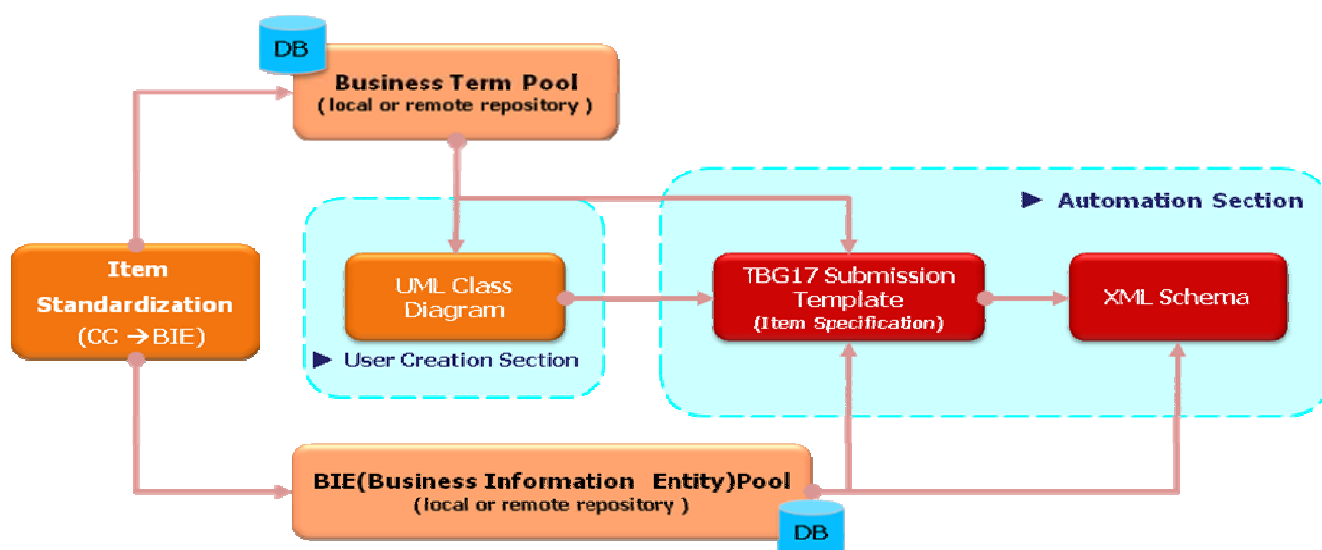 DB
Business Term Pool
( local or remote repository )
► Automation Section
Item
Standardization
(CC →BIE)
UML Class
Diagram
TBG17 Submission
Template
(Item Specification)
XML Schema
► User Creation Section
BIE(Business Information Entity)Pool
(local or remote repository )
DB